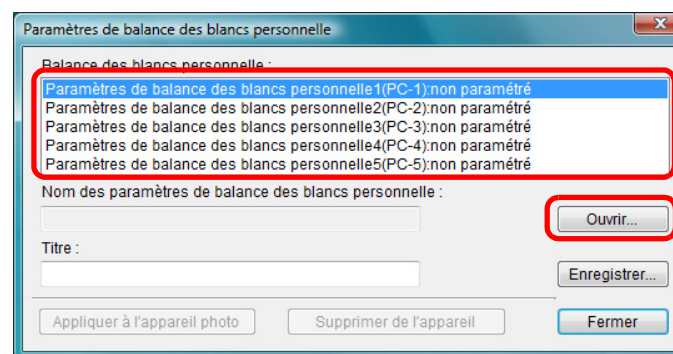 Paramètres de balance des blancs personnelle
Balance des blancs personnelle :
Paramètres de balance des blancs personnelle1(PC-1):non paramétré
Paramètres de balance des blancs personnelle2(PC-2):non paramétré
Paramètres de balance des blancs personnelle3(PC-3):non paramétré
Paramètres de balance des blancs personnelle4(PC-4):non paramétré
Paramètres de balance des blancs personnelle5(PC-5):non paramétré
Nom des paramètres de balance des blancs personnelle :
Ouvrir...
Titre :
Enregistrer...
Appliquer à l'appareil photo Supprimer de l'appareil Fermer